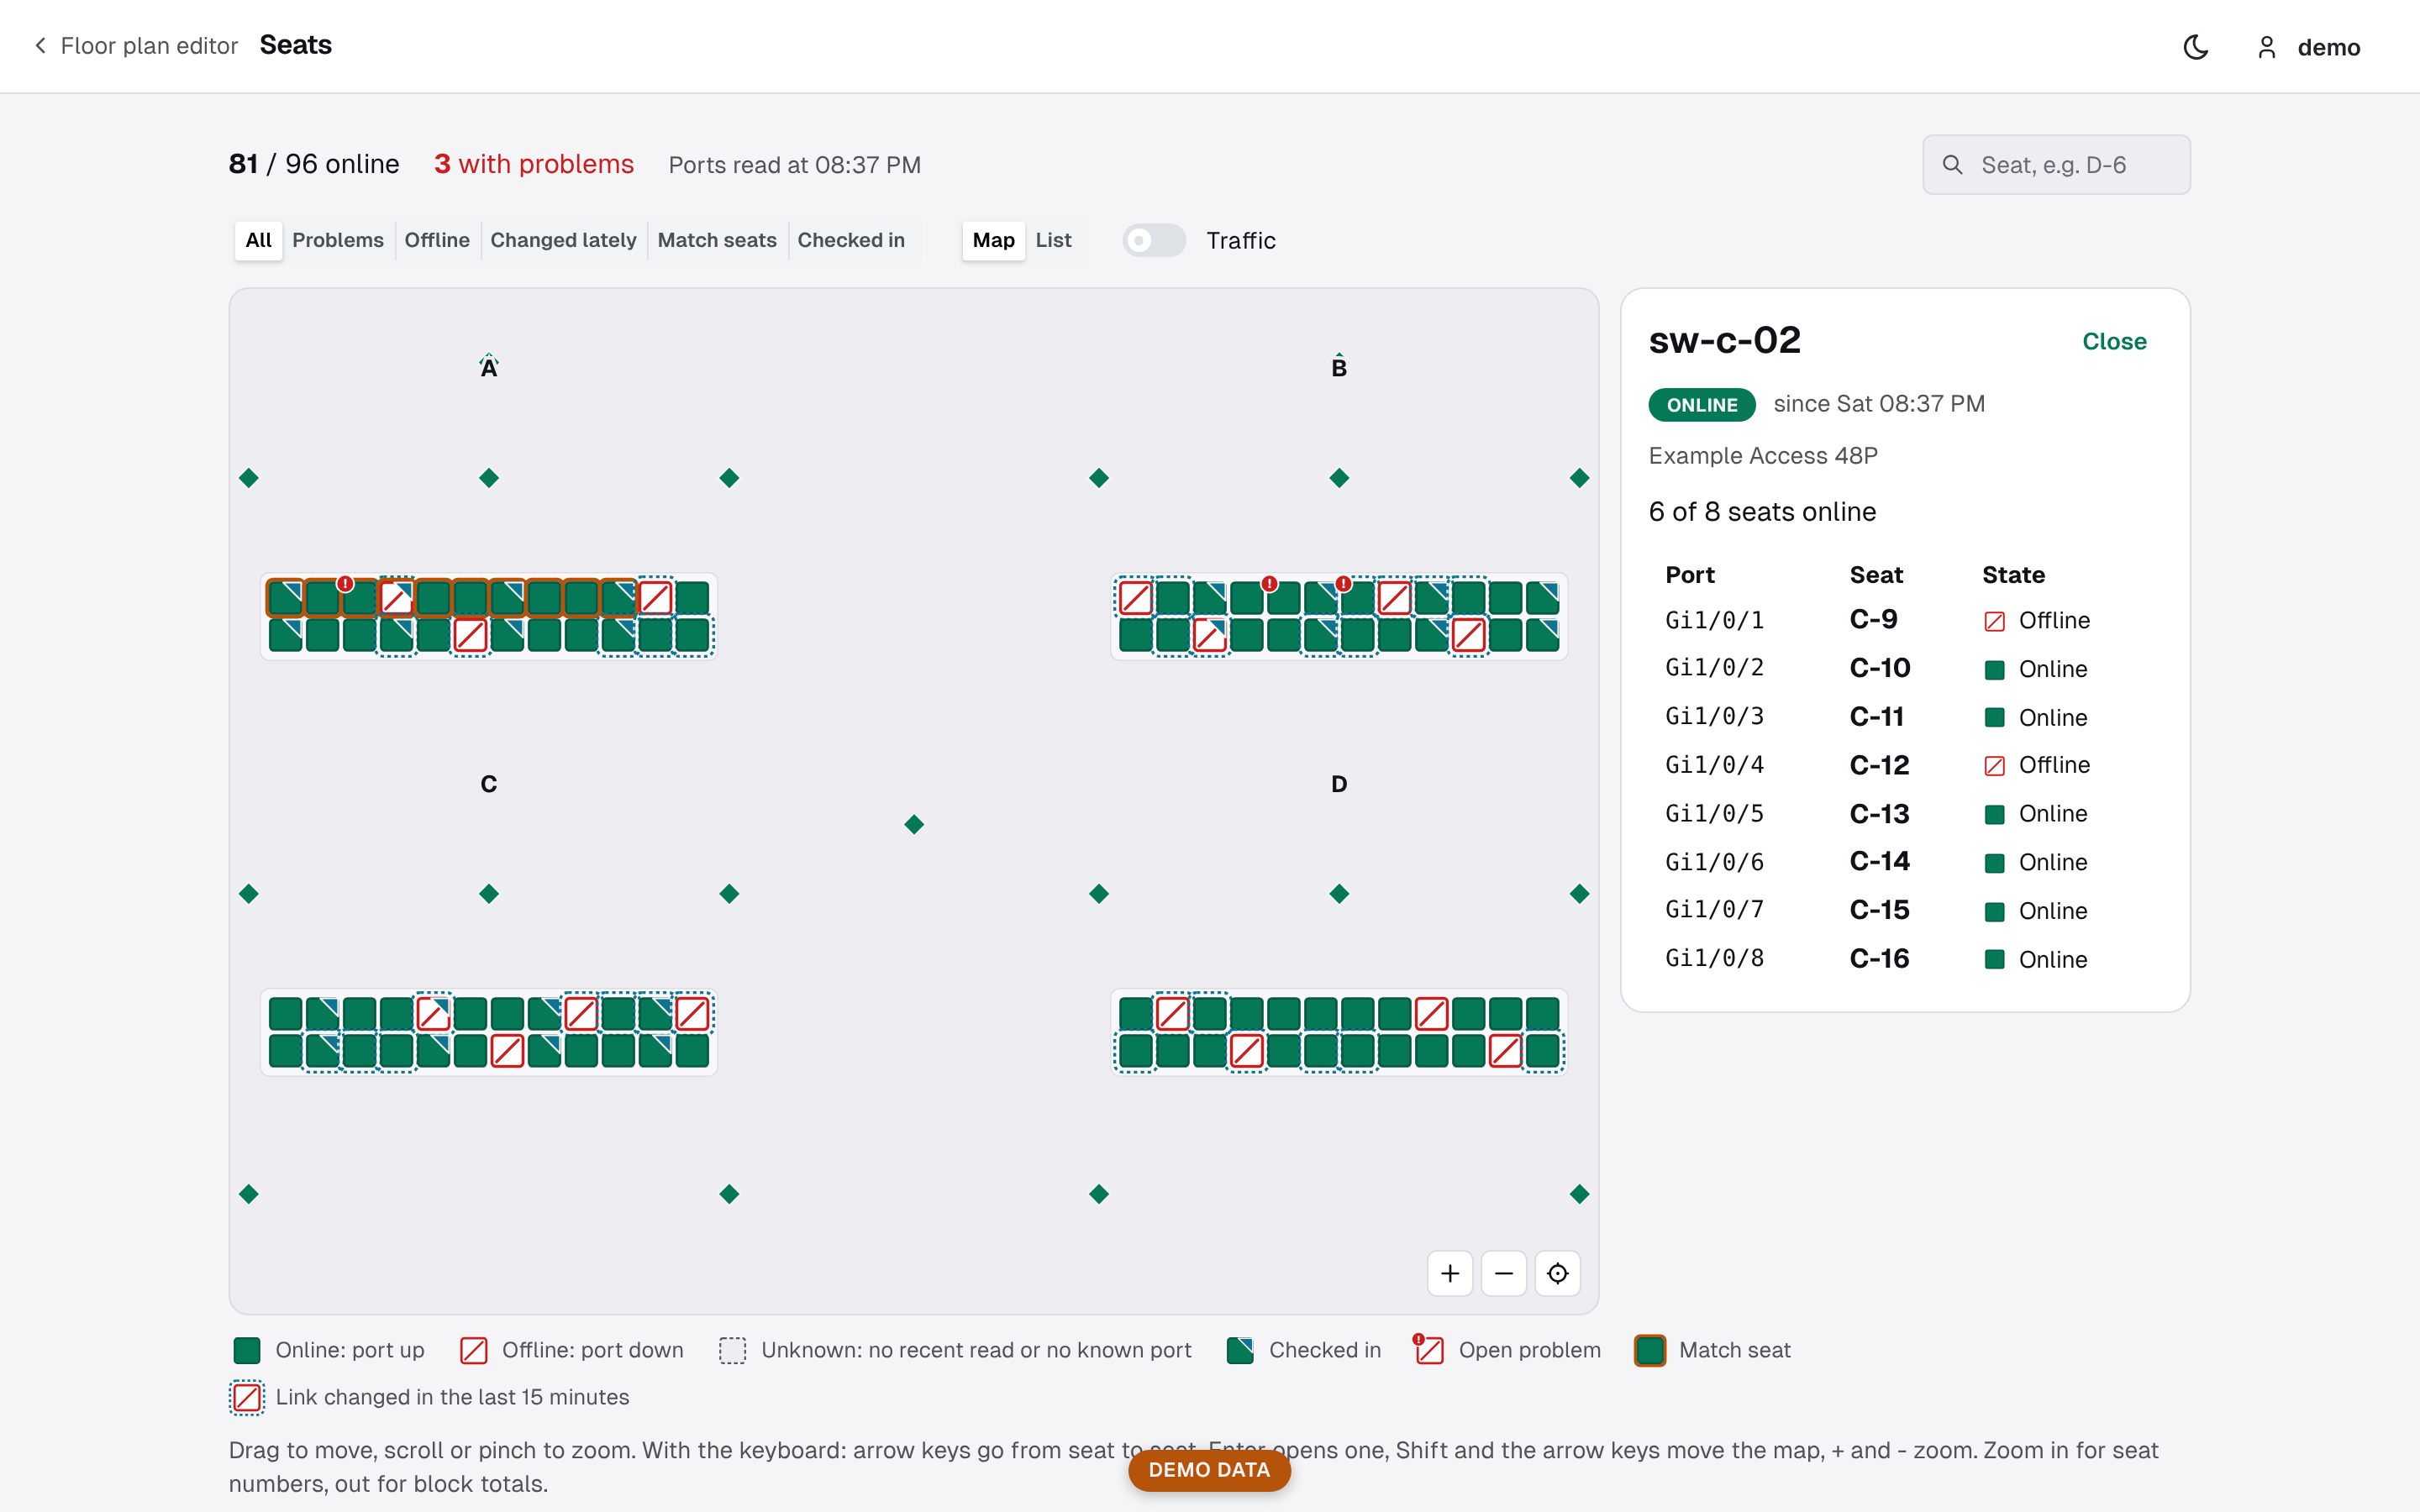 Floor plan editor Seats
demo
81 / 96 online 3 with problems Ports read at 08:37 PM
Seat, e.g. D-6
All Problems Offline Changed lately Match seats Checked in Map List Traffic
A B
C D
sw-c-02 Close
ONLINE since Sat 08:37 PM
Example Access 48P
6 of 8 seats online
Port Seat State
Gi1/0/1 C-9 Offline
Gi1/0/2 C-10 Online
Gi1/0/3 C-11 Online
Gi1/0/4 C-12 Offline
Gi1/0/5 C-13 Online
Gi1/0/6 C-14 Online
Gi1/0/7 C-15 Online
Gi1/0/8 C-16 Online
Online: port up Offline: port down Unknown: no recent read or no known port Checked in Open problem Match seat
Link changed in the last 15 minutes
Drag to move, scroll or pinch to zoom. With the keyboard: arrow keys go from seat to seat, Enter opens one, Shift and the arrow keys move the map, + and - zoom. Zoom in for seat
numbers, out for block totals.
DEMO DATA